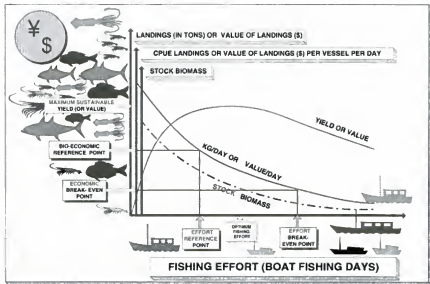 ¥
$
LANDINGS (IN TONS) OR VALUE OF LANDINGS ($)
CPUE LANDINGS OR VALUE OF LANDINGS ($) PER VESSEL PER DAY
STOCK BIOMASS
MAXIMUM SUSTAINABLE
YIELD (OR VALUE)
YIELD OR VALUE
BIO-ECONOMIC
REFERENCE POINT
KG/DAY OR VALUE/DAY
ECONOMIC
BREAK-EVEN
POINT
STOCK BIOMASS
EFFORT
REFERENCE
POINT
OPTIMUM
FISHING
EFFORT
EFFORT
BREAK-
EVEN POINT
FISHING EFFORT (BOAT FISHING DAYS)